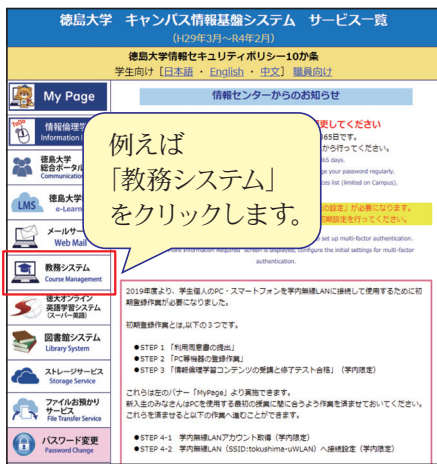 徳島大学 キャンパス情報基盤システム サービス一覧
(H29年3月~R4年2月)
徳島大学情報セキュリティポリシー10か条
学生向け [日本語 ・ English ・ 中文] 職員向け
My Page
情報センターからのお知らせ
ToDo
情報倫理学
Information
更してください
365日です。
から行ってください。
65 days.
ge your password regularly.
ces list (limited on Campus).
例えば
「教務システム」
をクリックします。
徳島大学
総合ポータル
Communication
LMS
徳島大学
e-Learn
の設定」が必要になります。
初期設定を行ってください。
メールサー
Web Mail
to set up multi-factor authentication.
More Information Required" screen is displayed, configure the initial settings for multi-factor
authentication.
教務システム
Course Management
徳大オンライン
英語学習システム
(スーパー英語)
2019年度より、学生個人のPC・スマートフォンを学内無線LANに接続して使用するために初
期登録作業が必要になりました。
初期登録作業とは,以下の3つです。
図書館システム
Library System
●STEP 1 「利用同意書の提出」
●STEP 2 「PC等機器の登録作業」
●STEP 3 「情報倫理学習コンテンツの受講と修了テスト合格」(学内限定)
ストレージサービス
Storage Service
これらは左のバナー「MyPage」より実施できます。
新入生のみなさんはPCを使用する最初の授業に間に合うよう作業を済ませておいてください。
これらを済ませると以下の作業へ進むことができます。
ファイルお預かり
サービス
File Transfer Service
●STEP 4-1 学内無線LANアカウント取得(学内限定)
●STEP 4-2 学内無線LAN(SSID:tokushima-uWLAN)へ接続設定(学内限定)
パスワード変更
Password Change